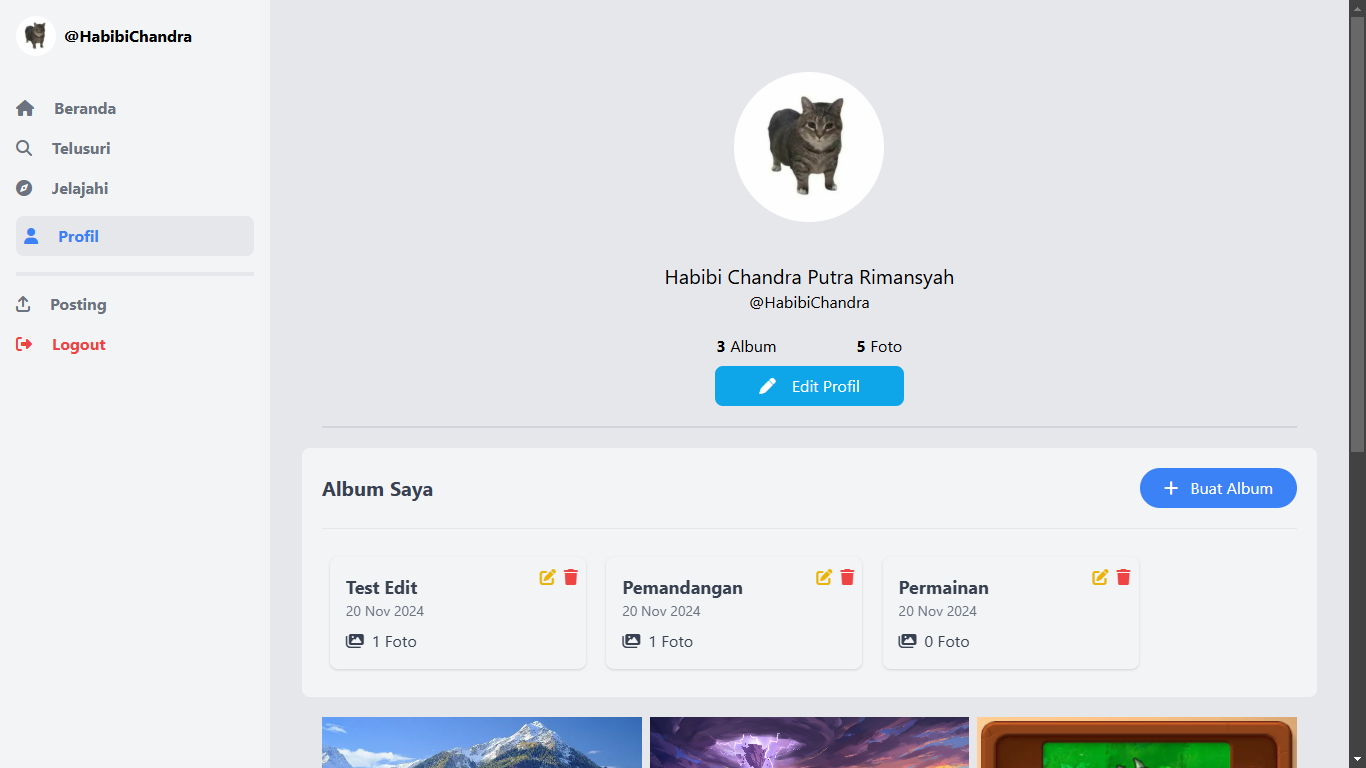 @HabibiChandra
Beranda
Telusuri
Jelajahi
Profil
Posting
Logout
Habibi Chandra Putra Rimansyah
@HabibiChandra
3 Album 5 Foto
Edit Profil
Album Saya
Buat Album
Test Edit
20 Nov 2024
1 Foto
Pemandangan
20 Nov 2024
1 Foto
Permainan
20 Nov 2024
0 Foto